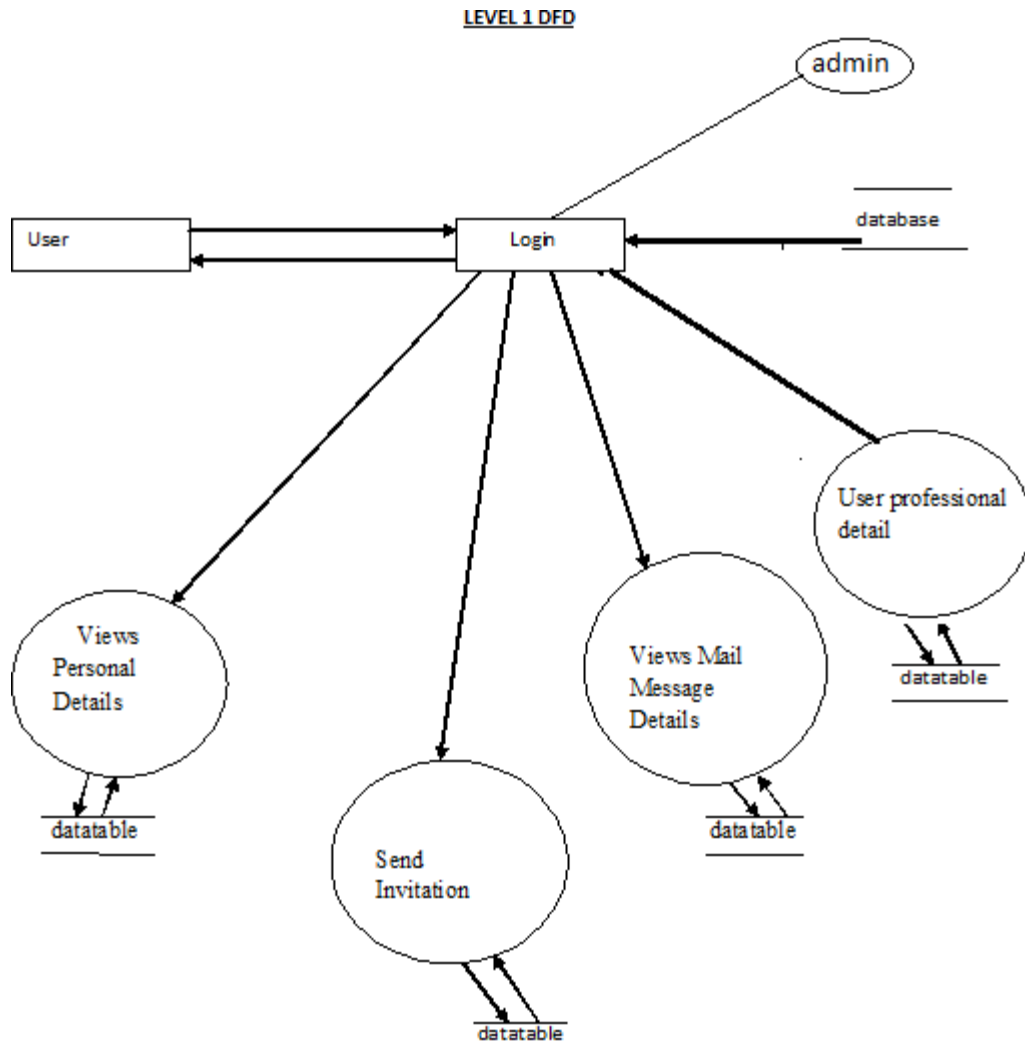 LEVEL 1 DFD
admin
database
User
Login
User professional
detail
Views
Personal
Details
Views Mail
Message
Details
datatable
datatable
datatable
Send
Invitation
datatable